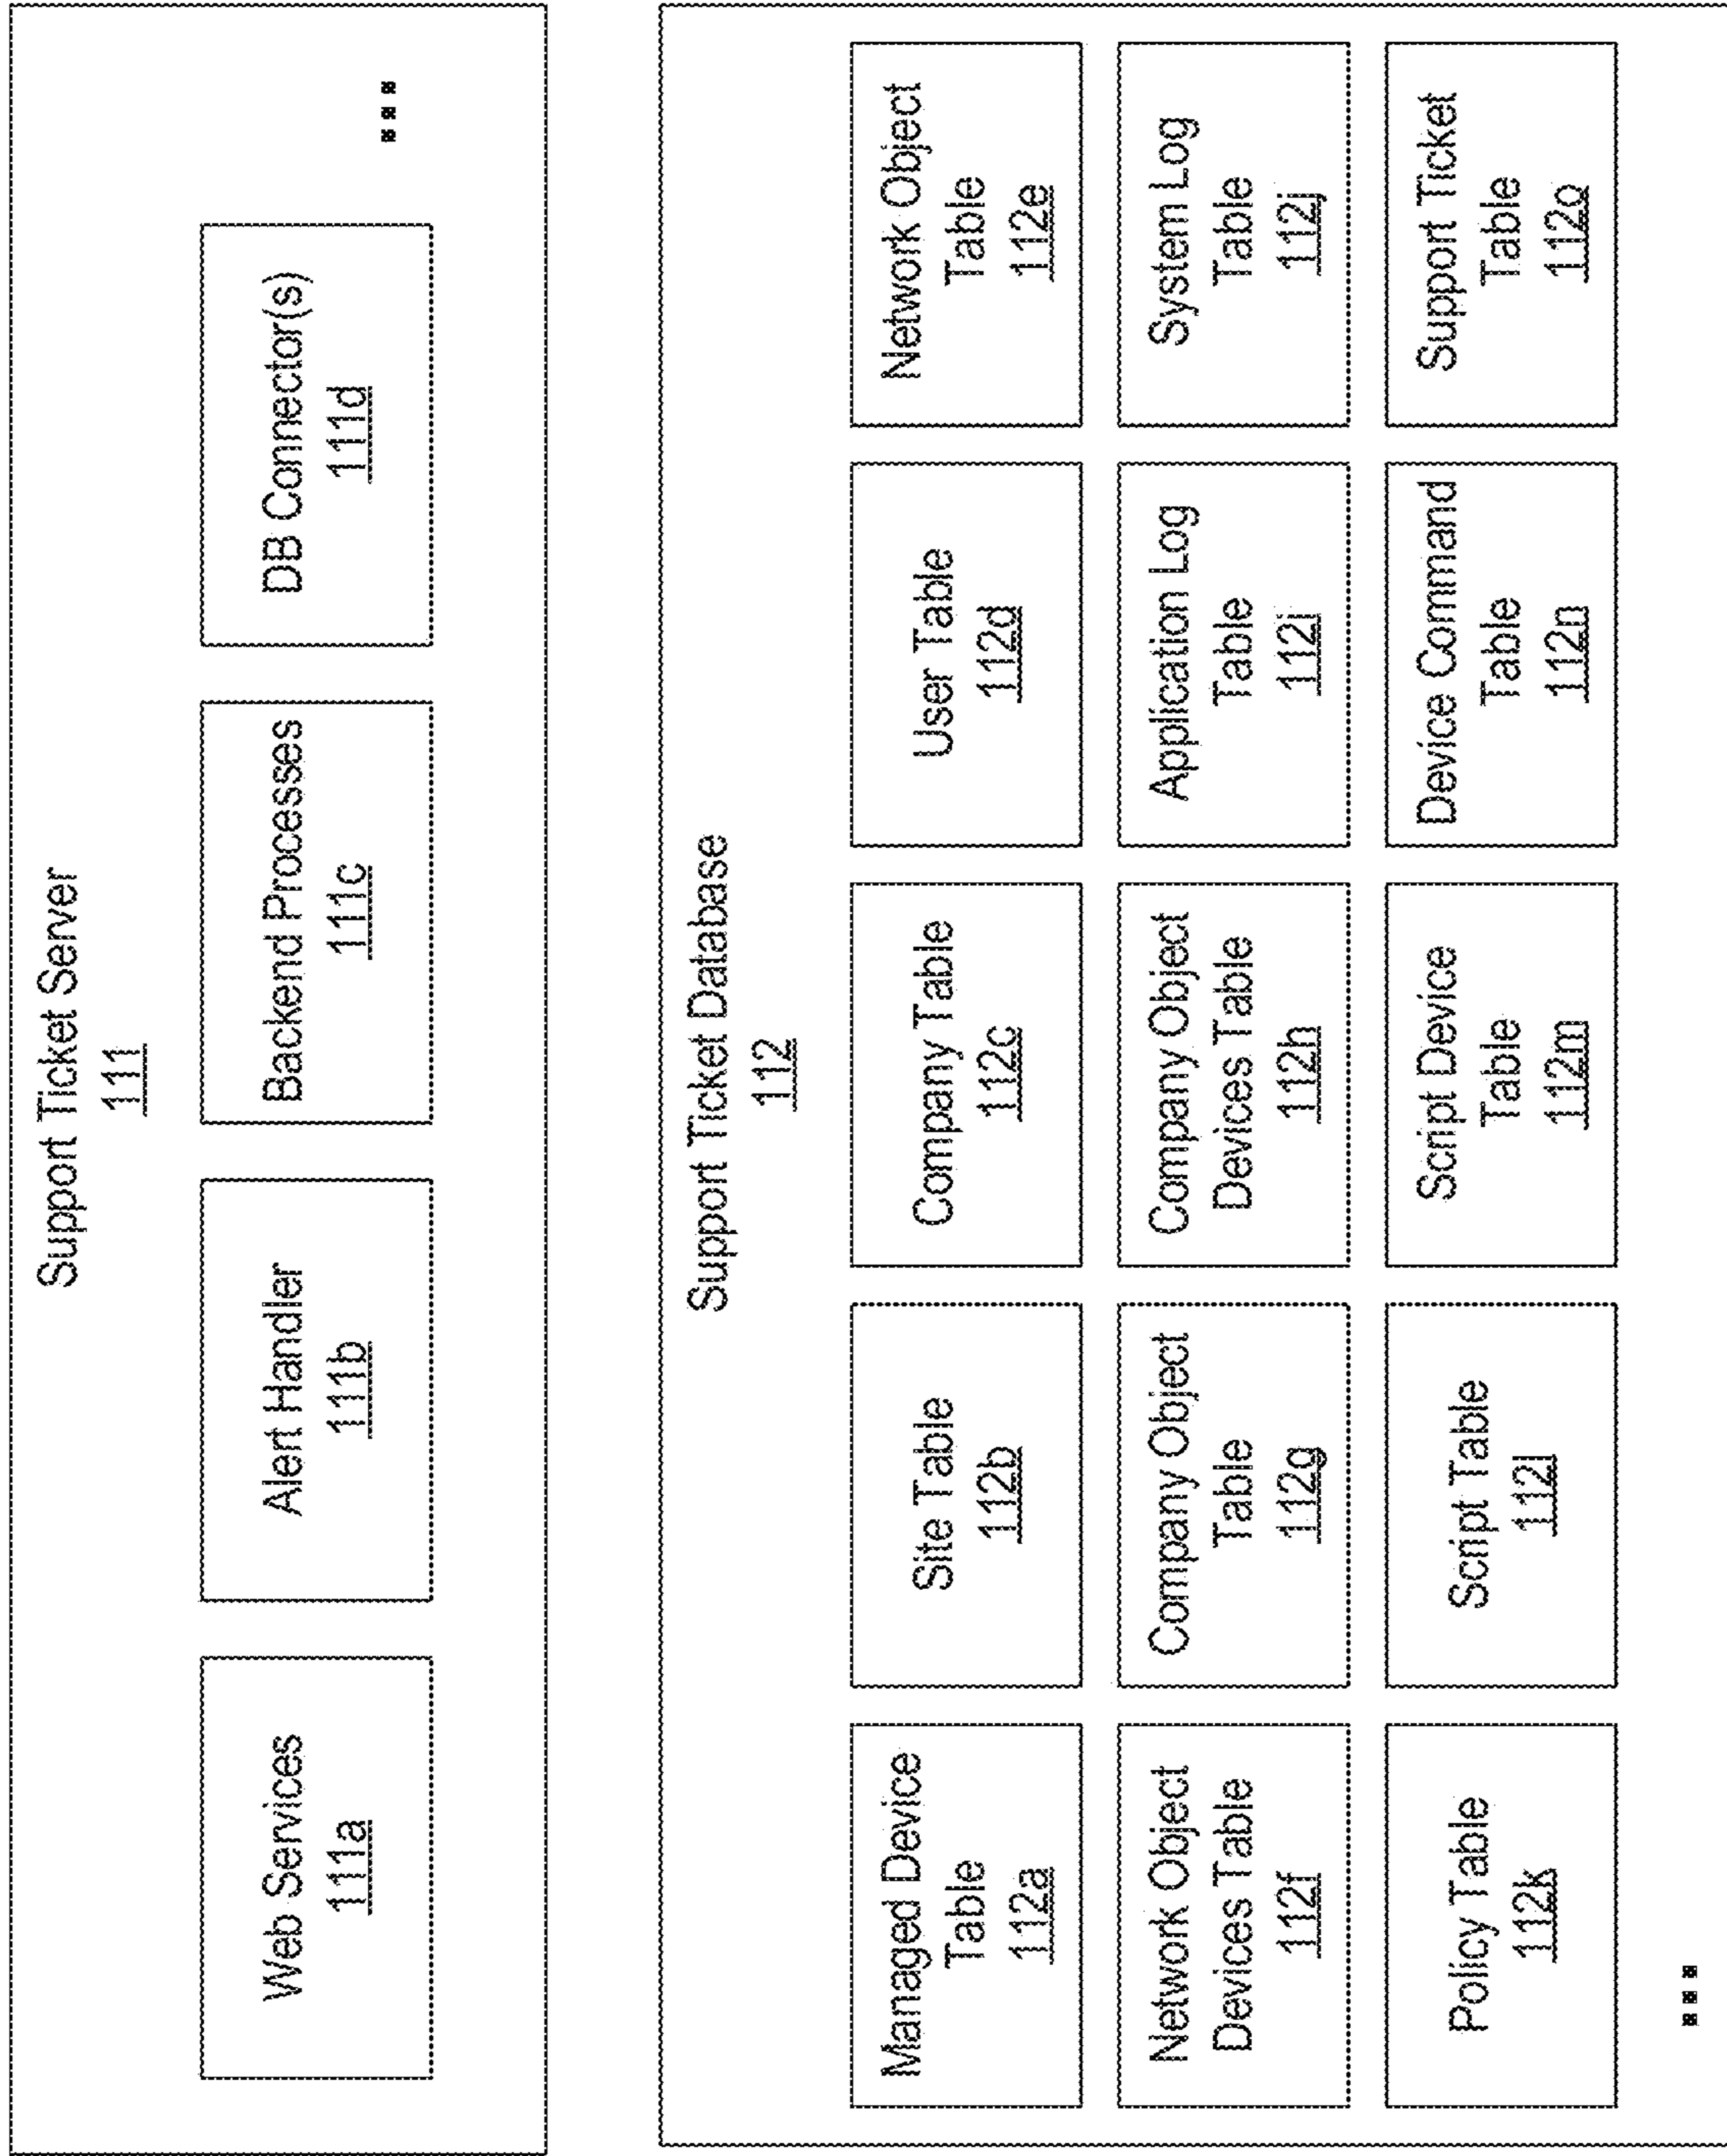 Support Ticket Server
111
Web Services
111a
Alert Handler
111b
Backend Processes
111c
DB Connector(s)
111d
...
Support Ticket Database
112
Managed Device
Table
112a
Site Table
112b
Company Table
112c
User Table
112d
Network Object
Table
112e
Network Object
Devices Table
112f
Company Object
Table
112g
Company Object
Devices Table
112h
Application Log
Table
112i
System Log
Table
112j
Policy Table
112k
Script Table
112l
Script Device
Table
112m
Device Command
Table
112n
Support Ticket
Table
112o
...